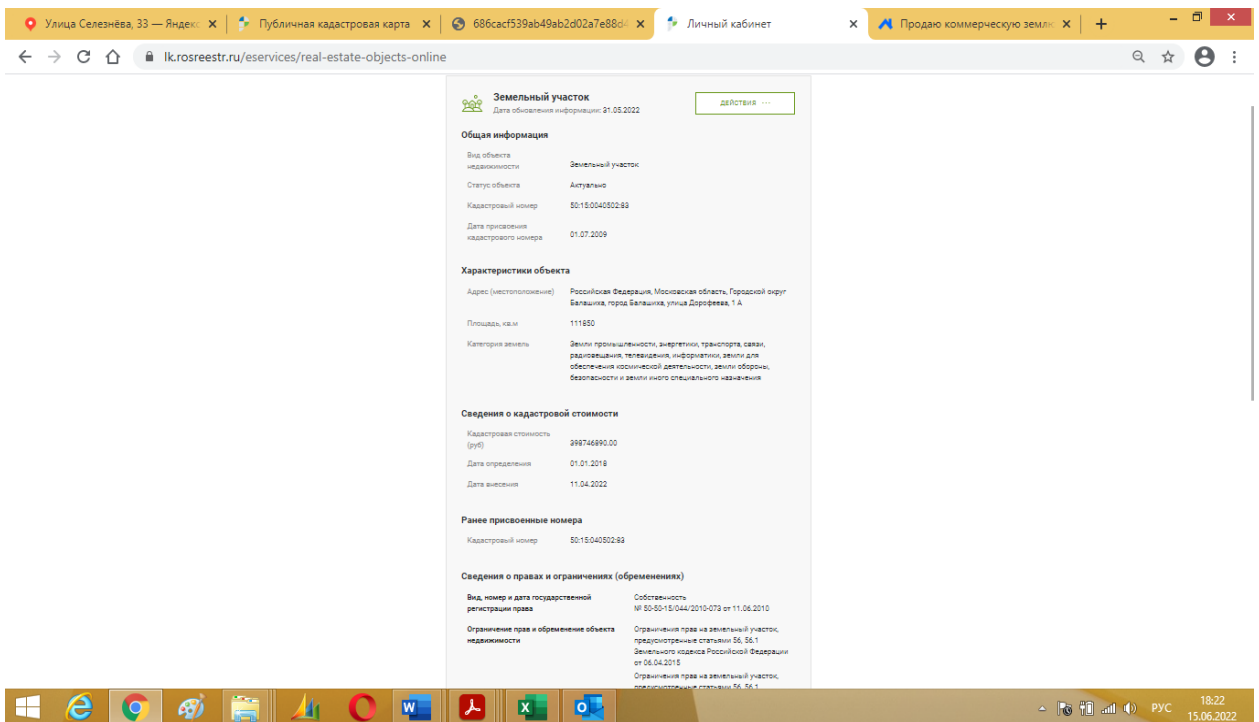 Улица Селезнёва, 33 — Яндекс
Публичная кадастровая карта
686cacf539ab49ab2d02a7e88d4
Личный кабинет
Продаю коммерческую землю
lk.rosreestr.ru/eservices/real-estate-objects-online
Земельный участок
Дата обновления информации: 31.05.2022
ДЕЙСТВИЯ ...
Общая информация
Вид объекта
недвижимости
Земельный участок
Статус объекта
Актуально
Кадастровый номер
50:15:0040502:83
Дата присвоения
кадастрового номера
01.07.2009
Характеристики объекта
Адрес (местоположение)
Российская Федерация, Московская область, Городской округ
Балашиха, город Балашиха, улица Дорофеева, 1 А
Площадь, кв.м
111850
Категория земель
Земли промышленности, энергетики, транспорта, связи,
радиовещания, телевидения, информатики, земли для
обеспечения космической деятельности, земли обороны,
безопасности и земли иного специального назначения
Сведения о кадастровой стоимости
Кадастровая стоимость
(руб)
398746890.00
Дата определения
01.01.2018
Дата внесения
11.04.2022
Ранее присвоенные номера
Кадастровый номер
50:15:040502:83
Сведения о правах и ограничениях (обременениях)
Вид, номер и дата государственной
регистрации права
Собственность
№ 50-50-15/044/2010-073 от 11.06.2010
Ограничение прав и обременение объекта
недвижимости
Ограничения прав на земельный участок,
предусмотренные статьями 56, 56.1
Земельного кодекса Российской Федерации
от 06.04.2015
Ограничения прав на земельный участок,
предусмотренные статьями 56, 56.1
РУС
18:22
15.06.2022